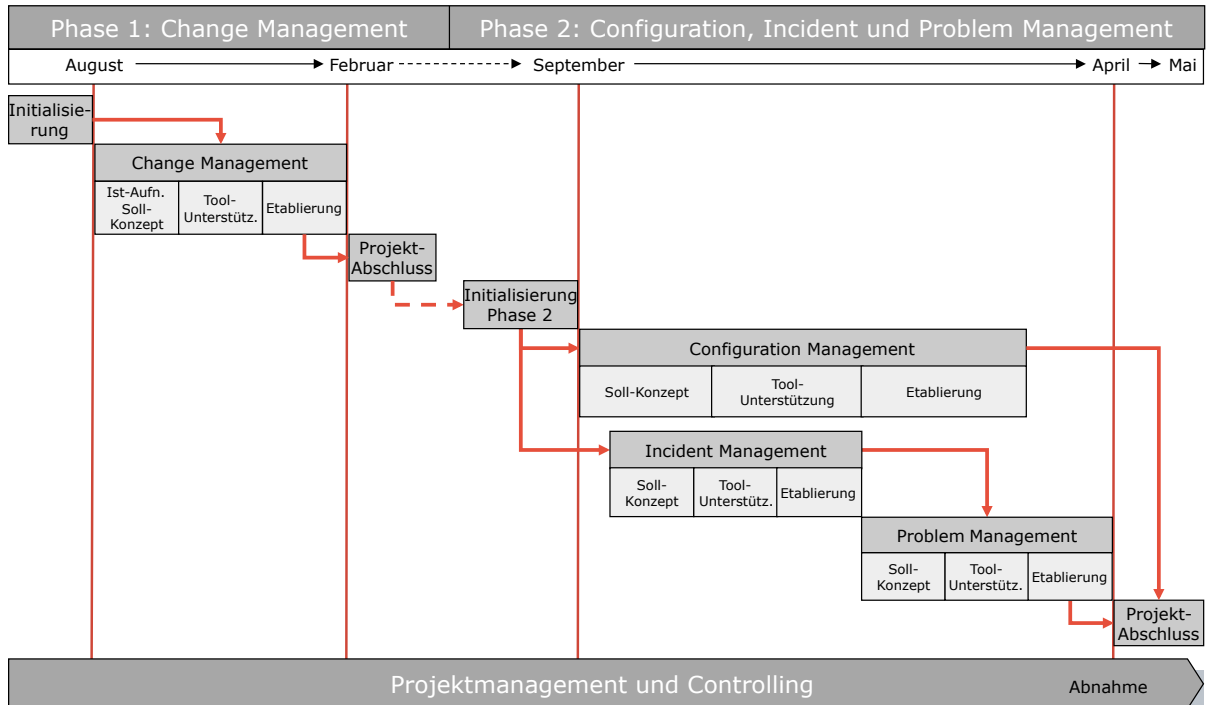 Phase 1: Change Management
Phase 2: Configuration, Incident und Problem Management
August
Februar
September
April
Mai
Initialisie-
rung
Change Management
Ist-Aufn.
Soll-
Konzept
Tool-
Unterstütz.
Etablierung
Projekt-
Abschluss
Initialisierung
Phase 2
Configuration Management
Soll-Konzept
Tool-
Unterstützung
Etablierung
Incident Management
Soll-
Konzept
Tool-
Unterstütz.
Etablierung
Problem Management
Soll-
Konzept
Tool-
Unterstütz.
Etablierung
Projekt-
Abschluss
Projektmanagement und Controlling
Abnahme